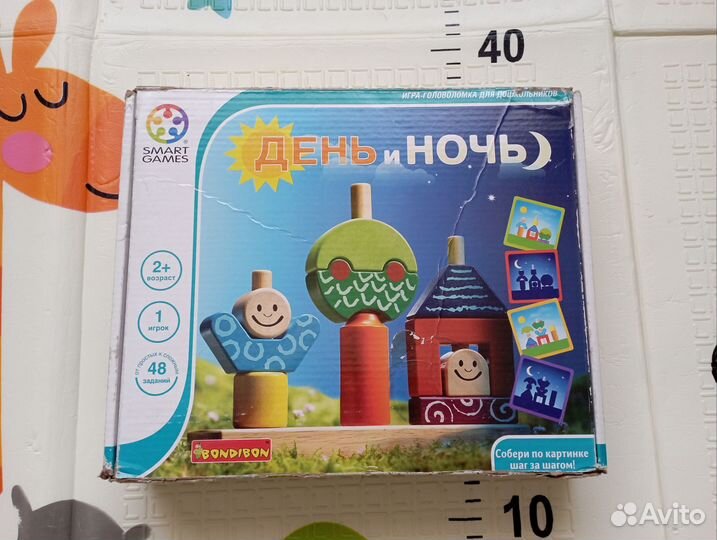 40
ИГРА-ГОЛОВОЛОМКА ДЛЯ ДОШКОЛЬНИКОВ
SMART
GAMES
ДЕНЬ и НОЧЬ
2+
возраст
1
игрок
от простых к сложным
48
заданий
BONDIBON
Собери по картинке
шаг за шагом!
10
Avito